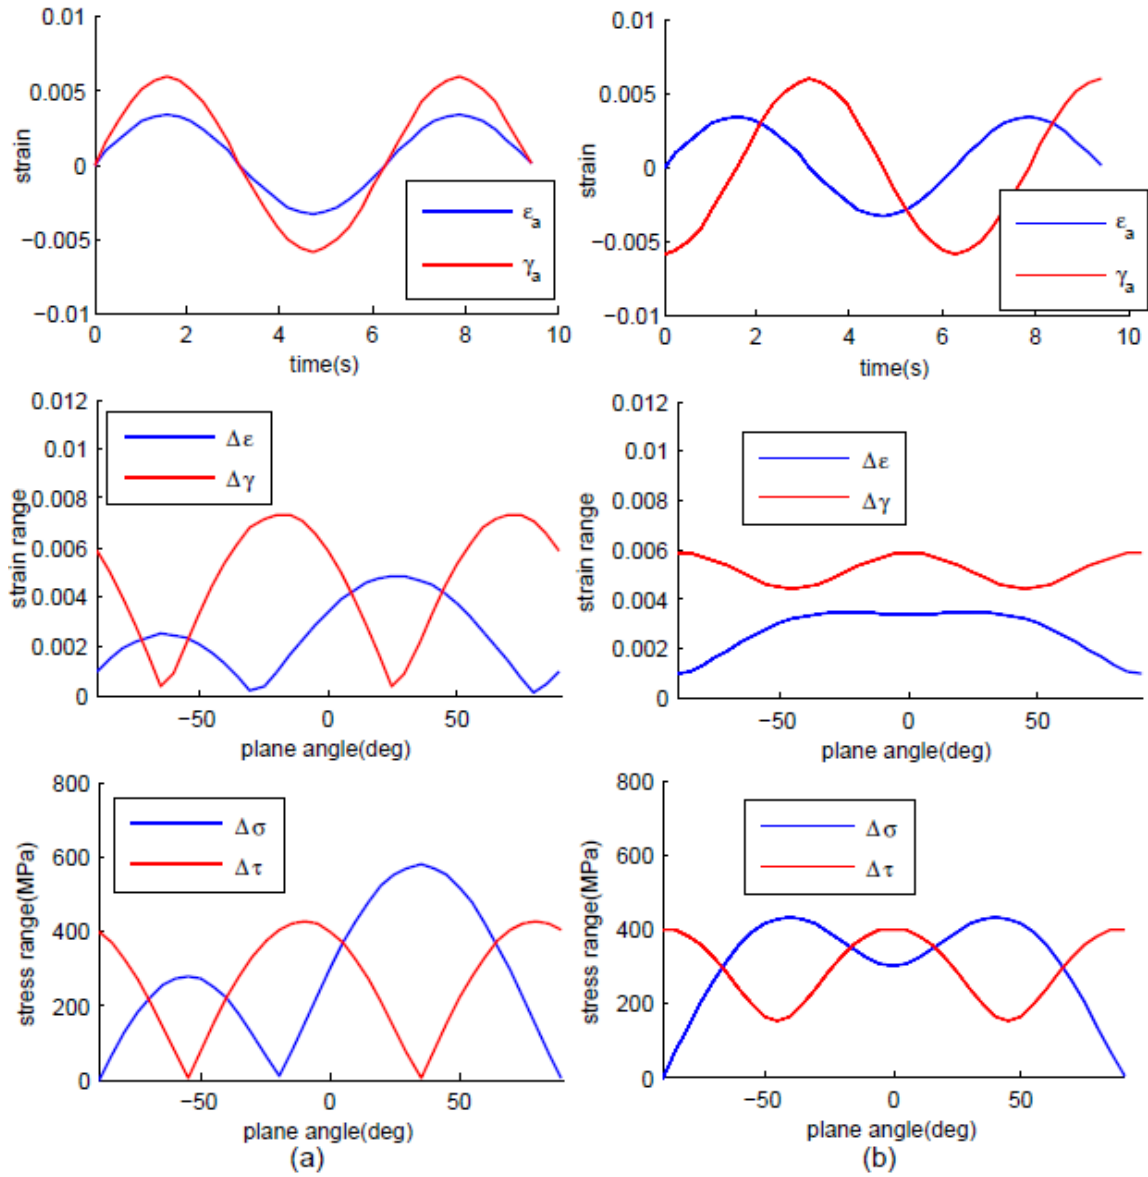 0.01
0.005
0
−0.005
−0.01
strain
0 2 4 6 8 10
time(s)
εa
γa
0.01
0.005
0
−0.005
−0.01
strain
0 2 4 6 8 10
time(s)
εa
γa
0.012
0.01
0.008
0.006
0.004
0.002
0
strain range
−50 0 50
plane angle(deg)
Δε
Δγ
0.012
0.01
0.008
0.006
0.004
0.002
0
strain range
−50 0 50
plane angle(deg)
Δε
Δγ
800
600
400
200
0
stress range(MPa)
−50 0 50
plane angle(deg)
Δσ
Δτ
(a)
800
600
400
200
0
stress range(MPa)
−50 0 50
plane angle(deg)
Δσ
Δτ
(b)